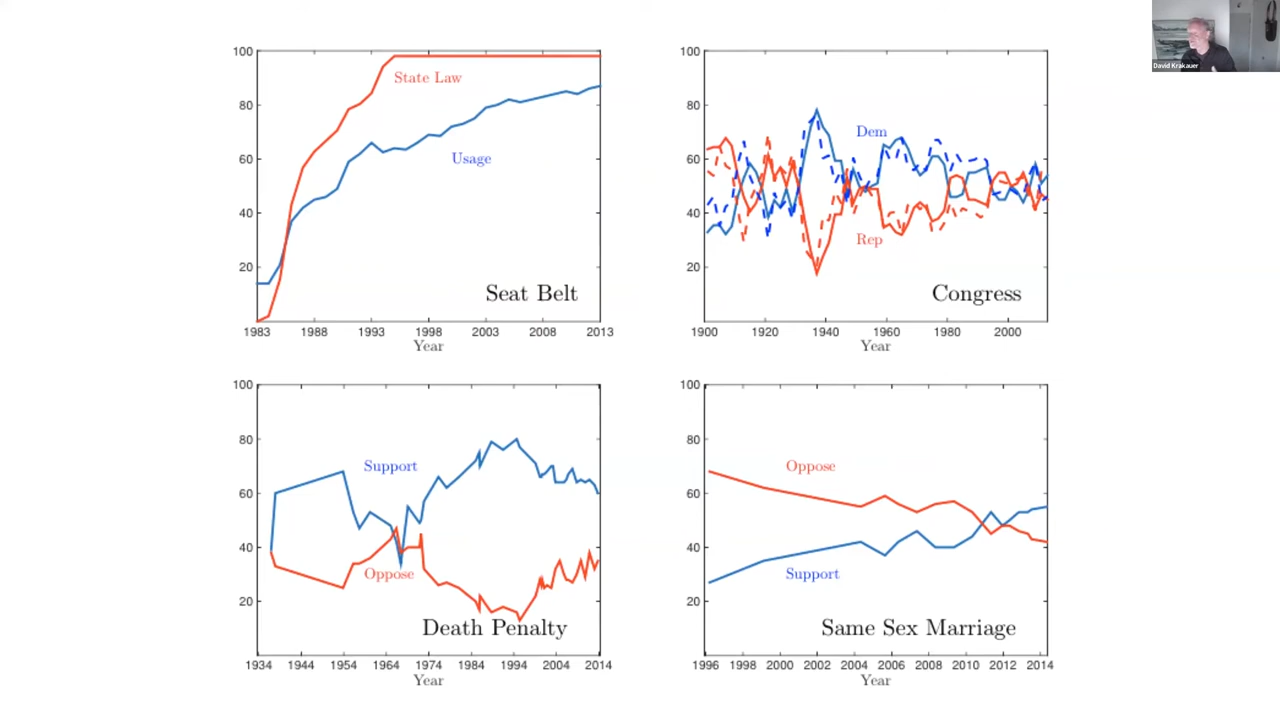 David Krakauer
100
80
60
40
20
State Law
Usage
Seat Belt
1983 1988 1993 1998 2003 2008 2013
Year
100
80
60
40
20
Dem
Rep
Congress
1900 1920 1940 1960 1980 2000
Year
100
80
60
40
20
Support
Oppose
Death Penalty
1934 1944 1954 1964 1974 1984 1994 2004 2014
Year
100
80
60
40
20
Oppose
Support
Same Sex Marriage
1996 1998 2000 2002 2004 2006 2008 2010 2012 2014
Year